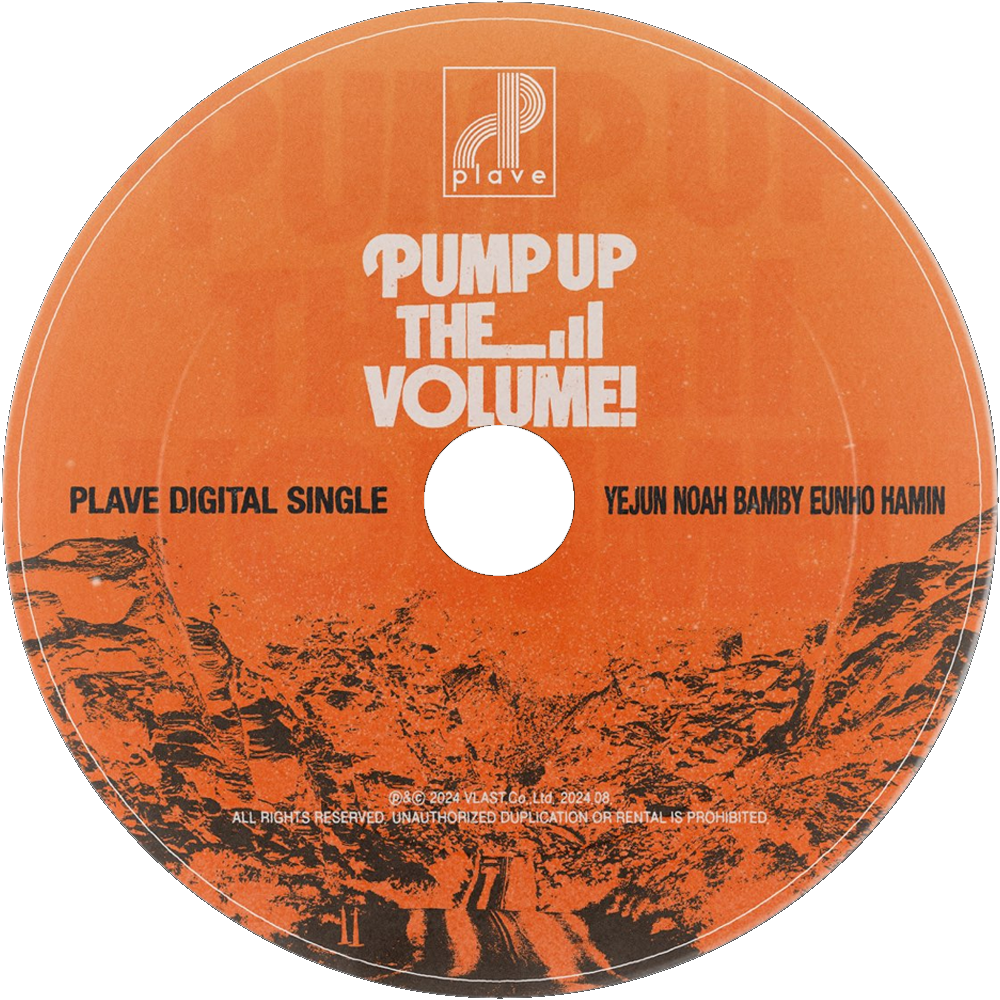 plave
PUMP UP
THE
VOLUME!
PLAVE DIGITAL SINGLE
YEJUN NOAH BAMBY EUNHO HAMIN
℗&© 2024 VLAST.Co.,Ltd. 2024.08.
ALL RIGHTS RESERVED. UNAUTHORIZED DUPLICATION OR RENTAL IS PROHIBITED.